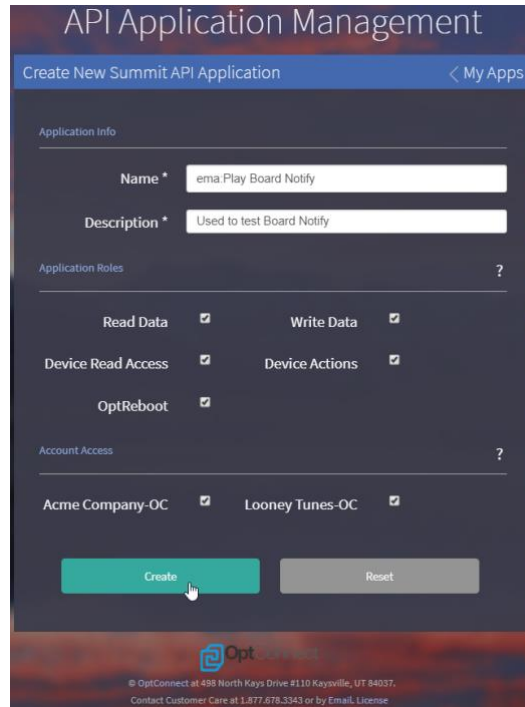 API Application Management
Create New Summit API Application < My Apps
Application Info
Name * ema:Play Board Notify
Description * Used to test Board Notify
Application Roles ?
Read Data Write Data
Device Read Access Device Actions
OptReboot
Account Access ?
Acme Company-OC Looney Tunes-OC
Create Reset
OptConnect
© OptConnect at 498 North Kays Drive #110 Kaysville, UT 84037.
Contact Customer Care at 1.877.678.3343 or by Email. License